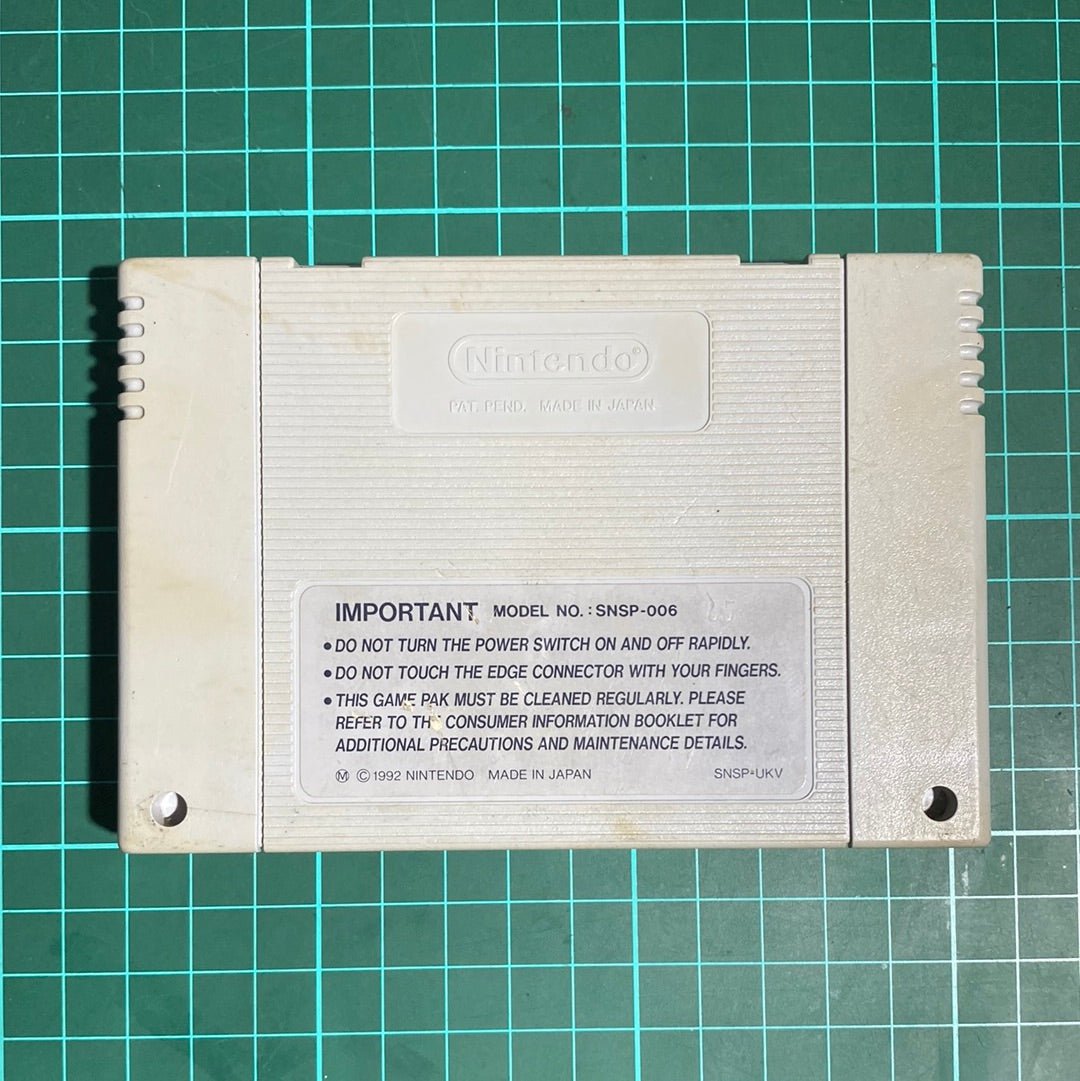 Nintendo®
PAT. PEND. MADE IN JAPAN
IMPORTANT MODEL NO. : SNSP-006
• DO NOT TURN THE POWER SWITCH ON AND OFF RAPIDLY.
• DO NOT TOUCH THE EDGE CONNECTOR WITH YOUR FINGERS.
• THIS GAME PAK MUST BE CLEANED REGULARLY. PLEASE
REFER TO THE CONSUMER INFORMATION BOOKLET FOR
ADDITIONAL PRECAUTIONS AND MAINTENANCE DETAILS.
Ⓜ © 1992 NINTENDO MADE IN JAPAN SNSP-UKV